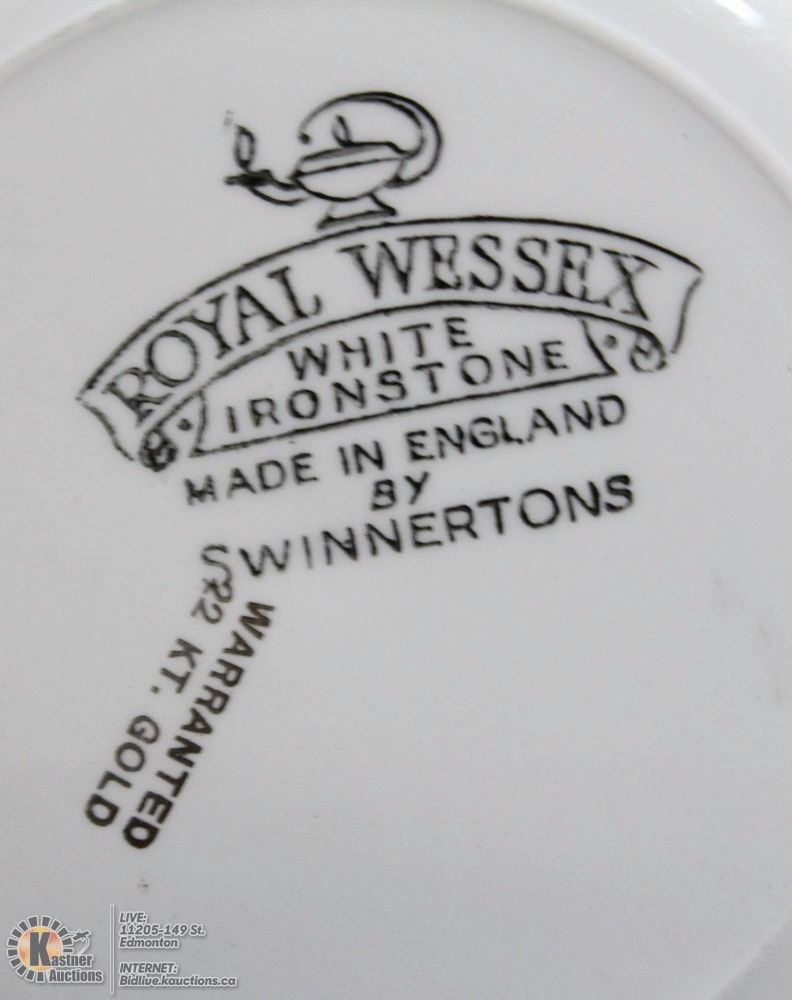 ROYAL WESSEX
WHITE
IRONSTONE
MADE IN ENGLAND
BY
SWINNERTONS
WARRANTED
22 KT. GOLD
Kastner
Auctions
LIVE:
11205-149 St.
Edmonton
INTERNET:
Bidlive.kauctions.ca